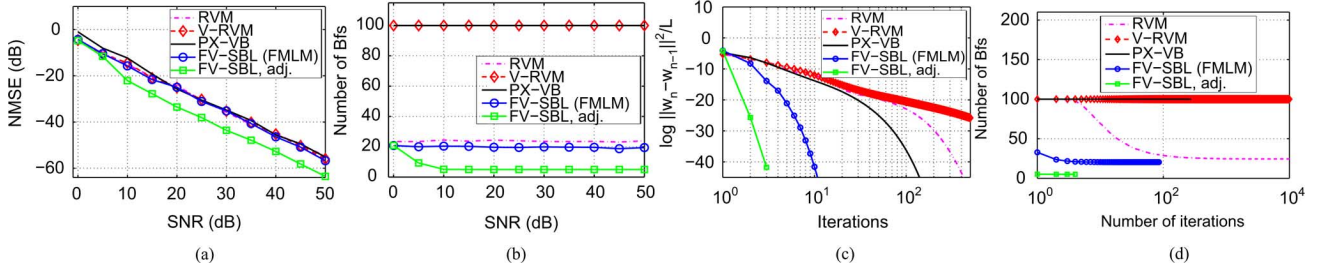 NMSE (dB)
0
−20
−40
−60
0 10 20 30 40 50
SNR (dB)
RVM
V−RVM
PX−VB
FV−SBL (FMLM)
FV−SBL, adj.
(a)
Number of Bfs
100
80
60
40
20
0
0 10 20 30 40 50
SNR (dB)
RVM
V−RVM
PX−VB
FV−SBL (FMLM)
FV−SBL, adj.
(b)
log ||w_n−w_{n−1}||^2/L
0
−10
−20
−30
−40
10^0 10^1 10^2
Iterations
RVM
V−RVM
PX−VB
FV−SBL (FMLM)
FV−SBL, adj.
(c)
Number of Bfs
200
150
100
50
0
10^0 10^2 10^4
Number of iterations
RVM
V−RVM
PX−VB
FV−SBL (FMLM)
FV−SBL, adj.
(d)